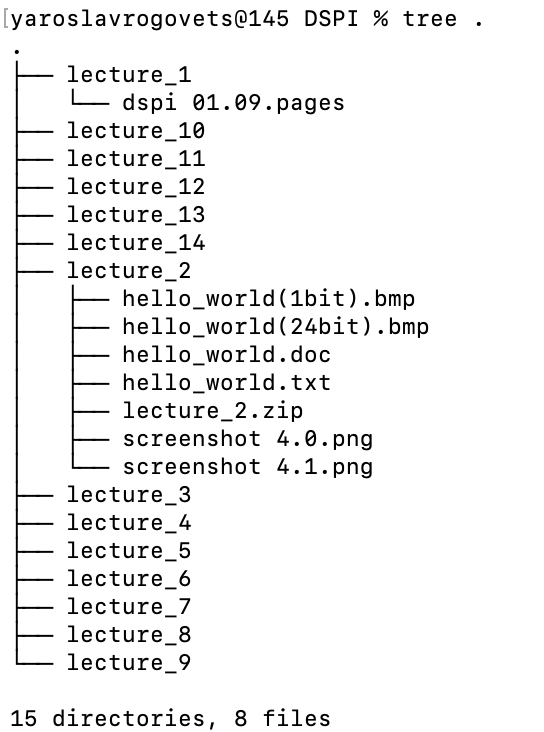 [yaroslavrogovets@145 DSPI % tree .
.
├── lecture_1
│   └── dspi 01.09.pages
├── lecture_10
├── lecture_11
├── lecture_12
├── lecture_13
├── lecture_14
├── lecture_2
│   ├── hello_world(1bit).bmp
│   ├── hello_world(24bit).bmp
│   ├── hello_world.doc
│   ├── hello_world.txt
│   ├── lecture_2.zip
│   ├── screenshot 4.0.png
│   └── screenshot 4.1.png
├── lecture_3
├── lecture_4
├── lecture_5
├── lecture_6
├── lecture_7
├── lecture_8
└── lecture_9

15 directories, 8 files